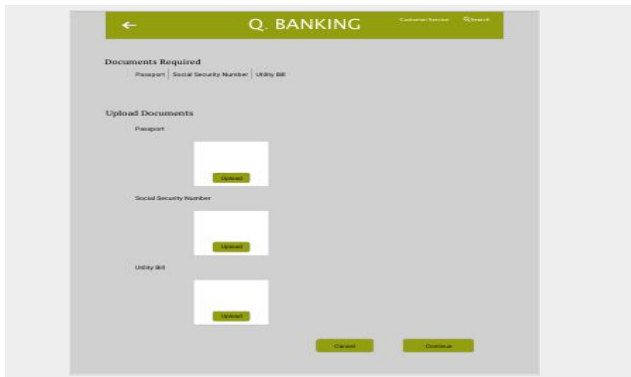 Q. BANKING
Customer Service
Search
Documents Required
Passport Social Security Number Utility Bill
Upload Documents
Passport
Upload
Social Security Number
Upload
Utility Bill
Upload
Cancel Continue